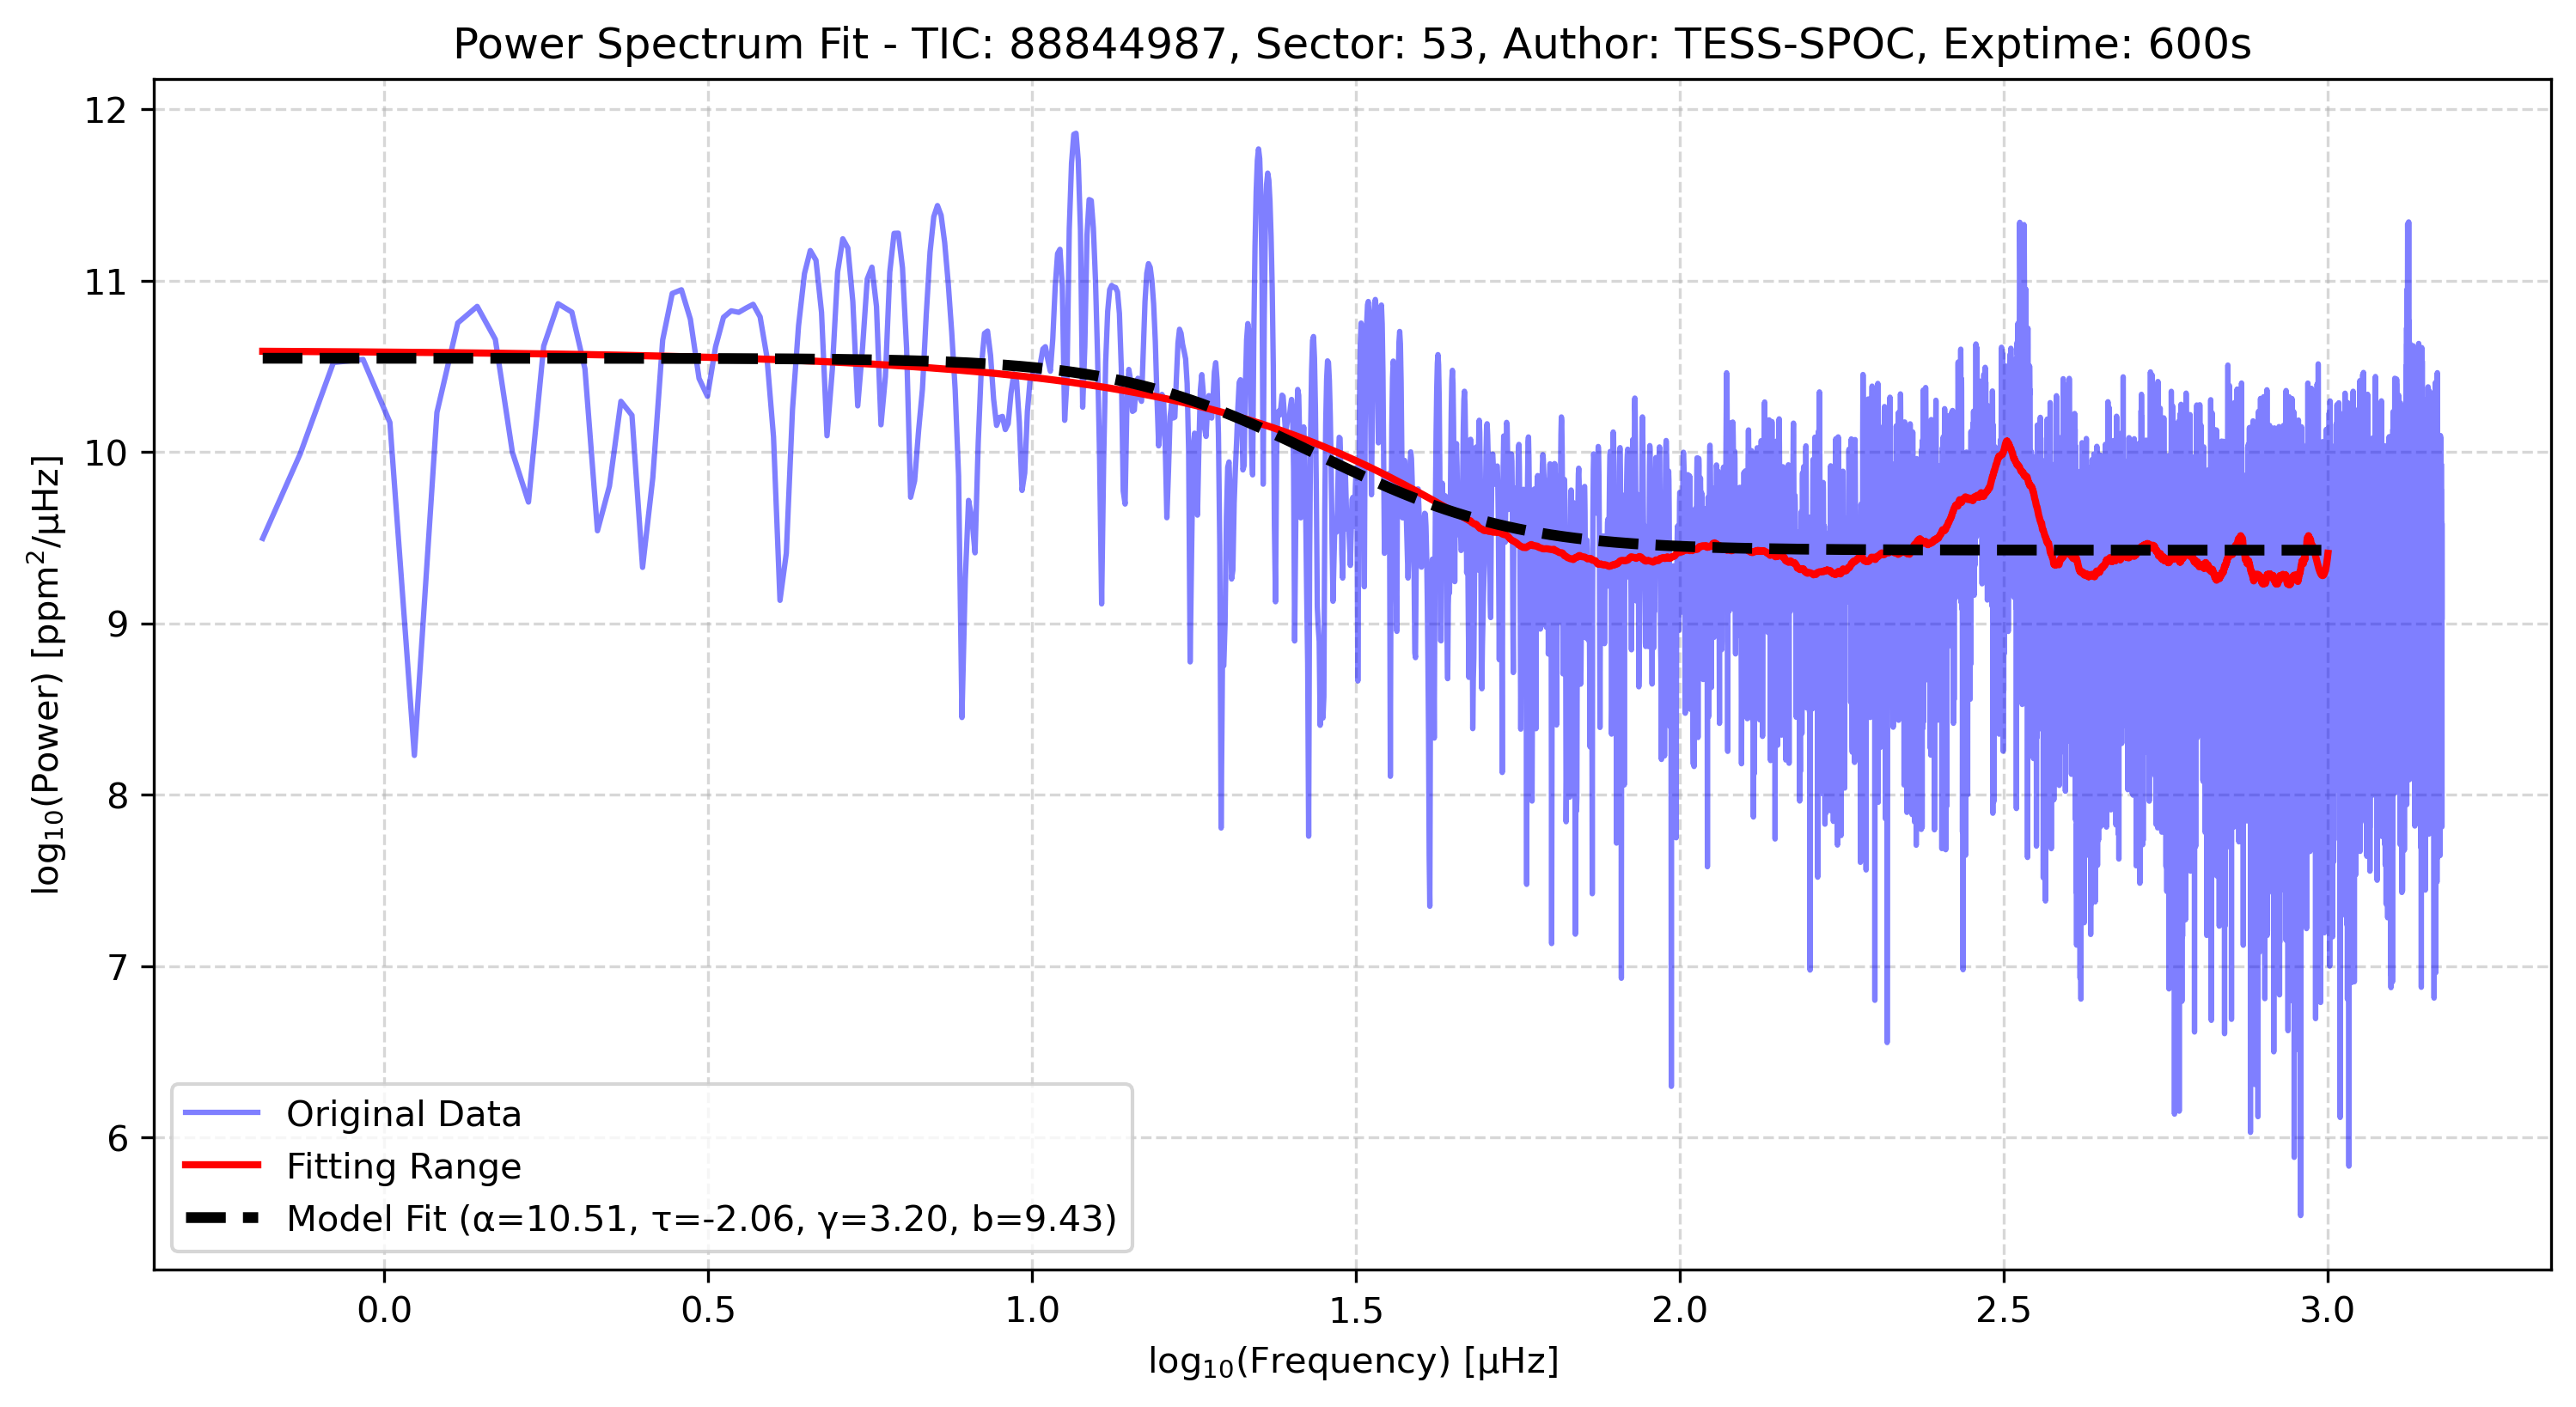 Power Spectrum Fit - TIC: 88844987, Sector: 53, Author: TESS-SPOC, Exptime: 600s
log₁₀(Power) [ppm²/μHz]
12
11
10
9
8
7
6
Original Data
Fitting Range
Model Fit (α=10.51, τ=-2.06, γ=3.20, b=9.43)
0.0 0.5 1.0 1.5 2.0 2.5 3.0
log₁₀(Frequency) [μHz]